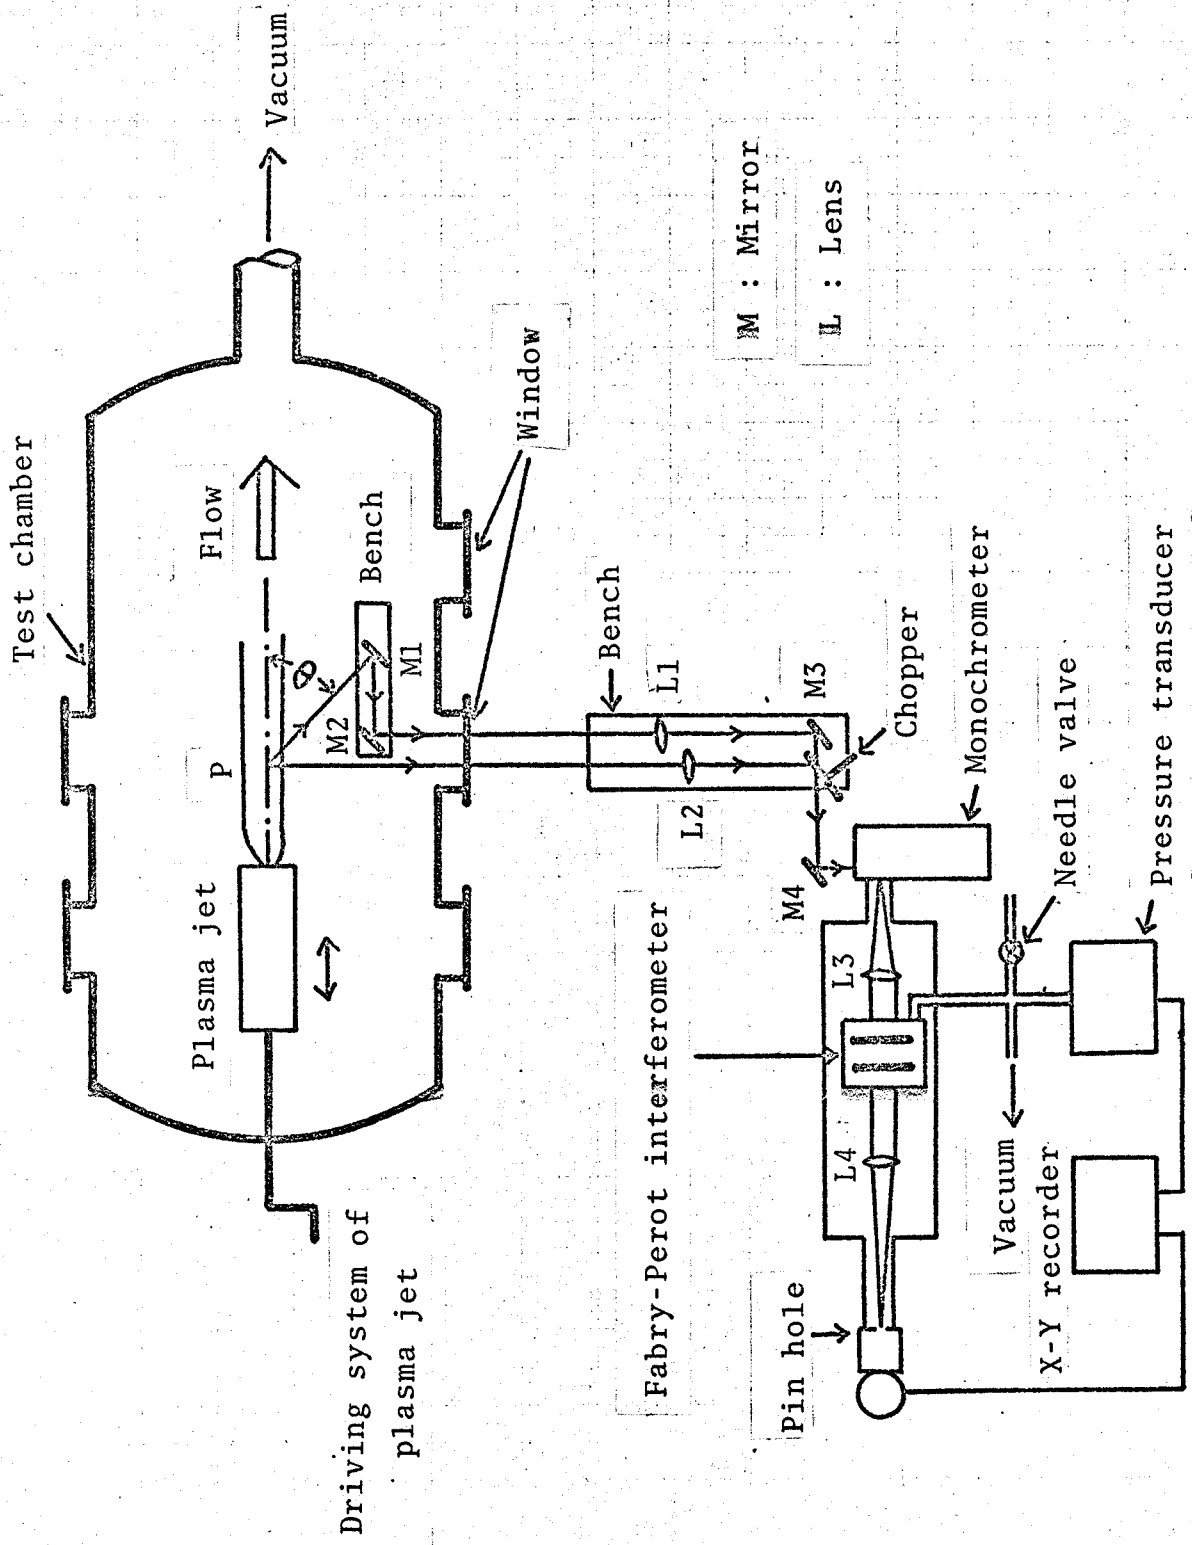 Test chamber
Vacuum
Flow
Bench
Plasma jet
P
θ
M1
M2
Window
Driving system of
plasma jet
Bench
L1
L2
M3
Chopper
M4
Monochrometer
M : Mirror
L : Lens
Fabry-Perot interferometer
L3
L4
Needle valve
Pressure transducer
Vacuum
Pin hole
X-Y recorder